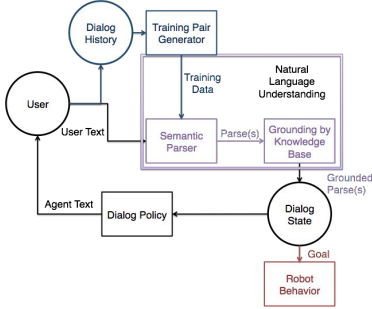 Dialog
History
Training Pair
Generator
Natural
Language
Understanding
Training
Data
User
User Text
Semantic
Parser
Parse(s)
Grounding by
Knowledge
Base
Grounded
Parse(s)
Agent Text
Dialog Policy
Dialog
State
Goal
Robot
Behavior